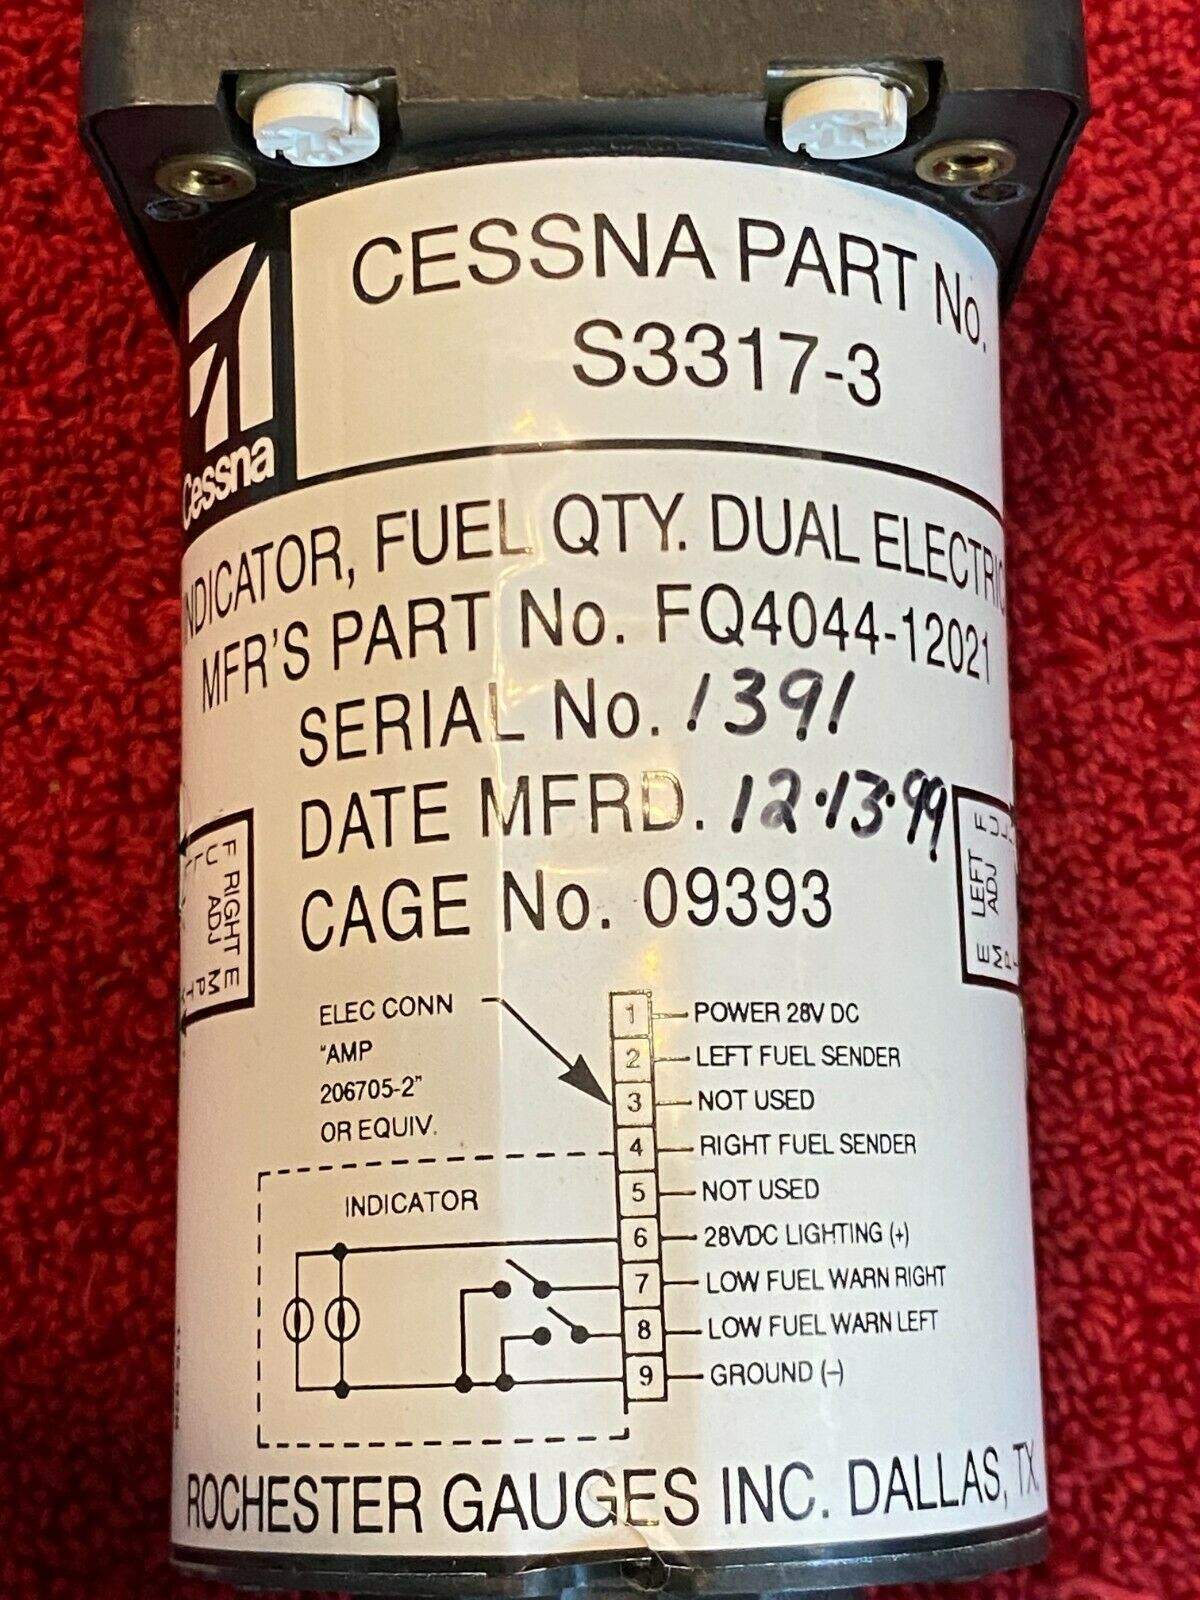 CESSNA PART No.
S3317-3
Cessna
INDICATOR, FUEL QTY. DUAL ELECTRIC
MFR'S PART No. FQ4044-12021
SERIAL No. 1391
DATE MFRD. 12·13·99
CAGE No. 09393
F RIGHT E
U ADJ M
L PT
L Y
E LEFT F
M ADJ U
P L
ELEC CONN
"AMP
206705-2"
OR EQUIV.
INDICATOR
1 POWER 28V DC
2 LEFT FUEL SENDER
3 NOT USED
4 RIGHT FUEL SENDER
5 NOT USED
6 28VDC LIGHTING (+)
7 LOW FUEL WARN RIGHT
8 LOW FUEL WARN LEFT
9 GROUND (-)
ROCHESTER GAUGES INC. DALLAS, TX.